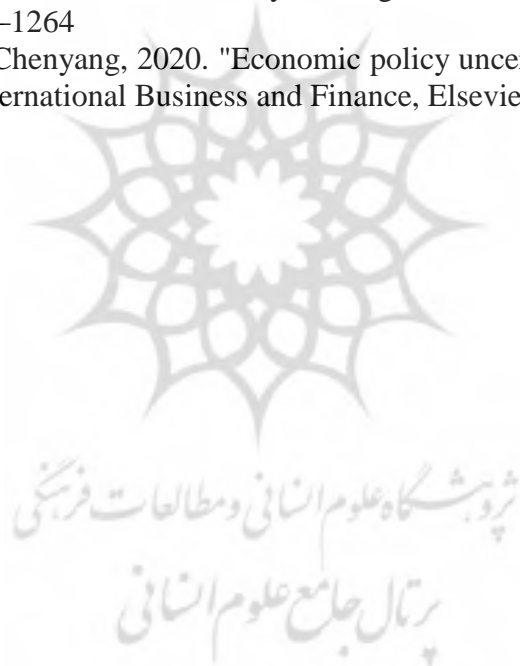 –1264
Chenyang, 2020. "Economic policy uncer
ernational Business and Finance, Elsevie
پژوهشگاه علوم انسانی و مطالعات فرهنگی
پرتال جامع علوم انسانی